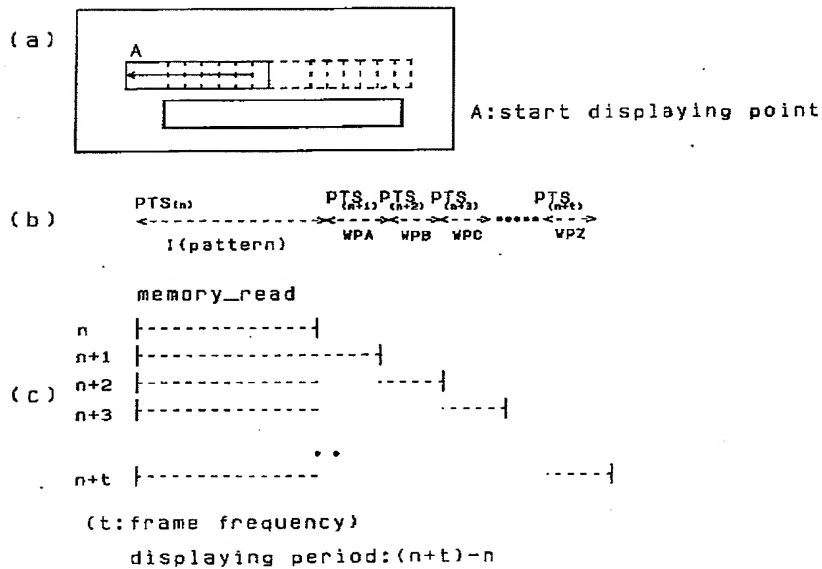 (a)
A
A:start displaying point
(b)
PTS(n) PTS(n+1) PTS(n+2) PTS(n+3) PTS(n+t)
I(pattern) WPA WPB WPC WPZ
memory_read
n
n+1
(c)
n+2
n+3
n+t
(t:frame frequency)
displaying period:(n+t)-n